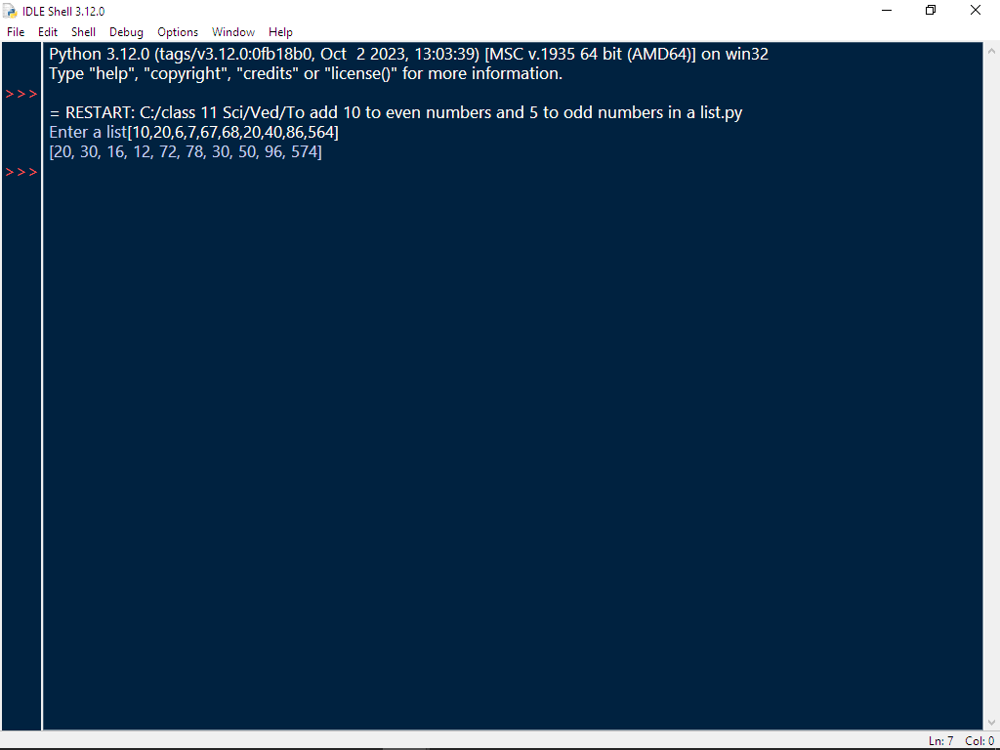 IDLE Shell 3.12.0
File Edit Shell Debug Options Window Help
Python 3.12.0 (tags/v3.12.0:0fb18b0, Oct  2 2023, 13:03:39) [MSC v.1935 64 bit (AMD64)] on win32
Type "help", "copyright", "credits" or "license()" for more information.
>>>
= RESTART: C:/class 11 Sci/Ved/To add 10 to even numbers and 5 to odd numbers in a list.py
Enter a list[10,20,6,7,67,68,20,40,86,564]
[20, 30, 16, 12, 72, 78, 30, 50, 96, 574]
>>>
Ln: 7 Col: 0